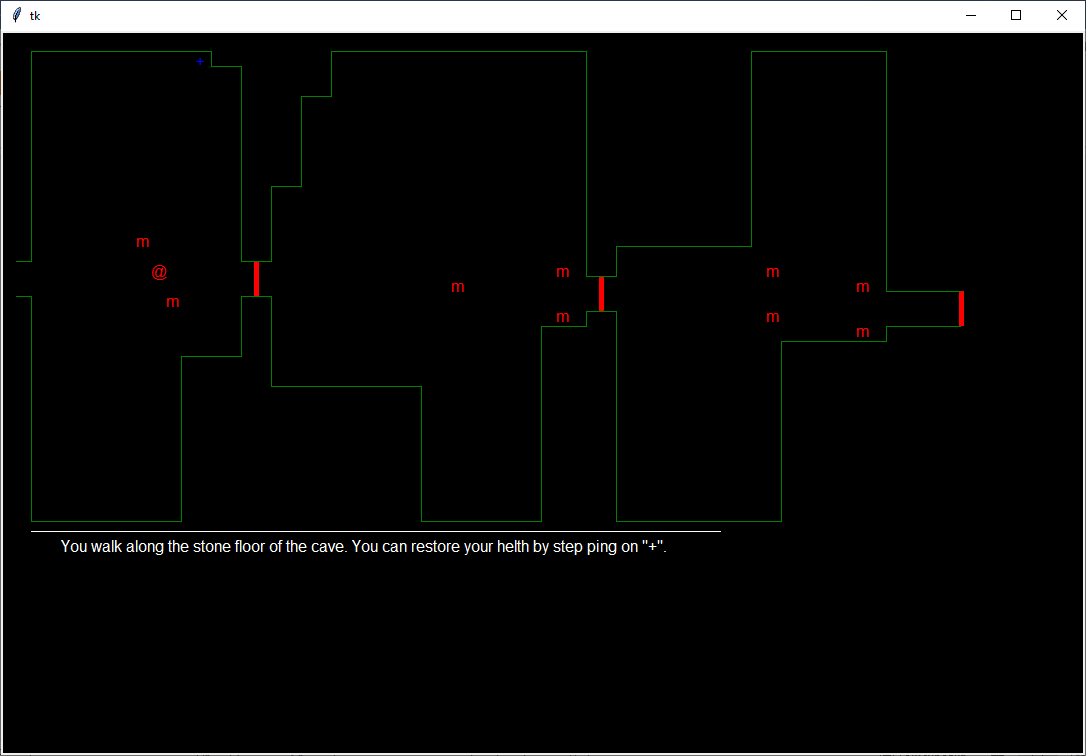 tk
+
m
@
m
m
m
m
m
m
m
m
You walk along the stone floor of the cave. You can restore your helth by step ping on "+".